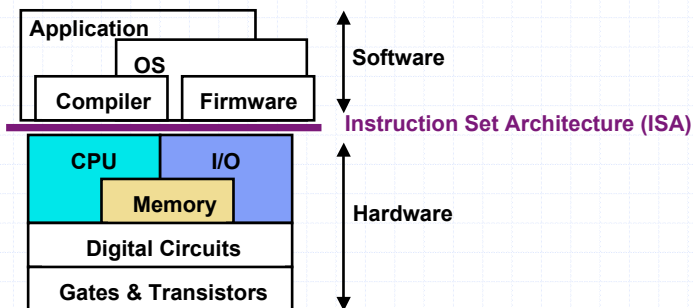 Application
OS
Compiler
Firmware
Software
Instruction Set Architecture (ISA)
CPU
I/O
Memory
Hardware
Digital Circuits
Gates & Transistors